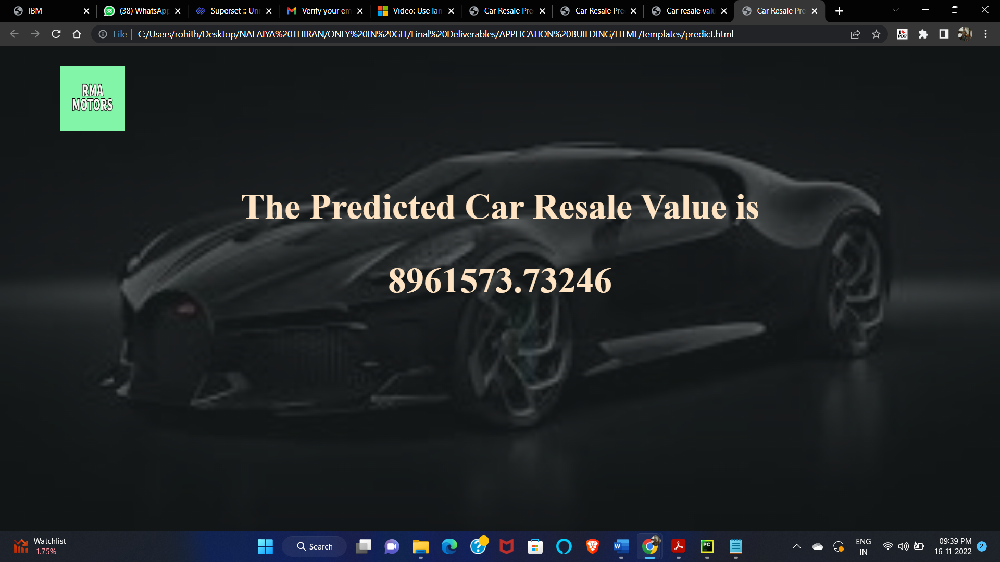 IBM
(38) WhatsApp
Superset :: Uni
Verify your em
Video: Use lan
Car Resale Pre
Car Resale Pre
Car resale valu
Car Resale Pre
File
C:/Users/rohith/Desktop/NALAIYA%20THIRAN/ONLY%20IN%20GIT/Final%20Deliverables/APPLICATION%20BUILDING/HTML/templates/predict.html
I
PDF
RMA
MOTORS
The Predicted Car Resale Value is
8961573.73246
Watchlist
-1.75%
Search
W
PC
ENG
IN
09:39 PM
16-11-2022
2